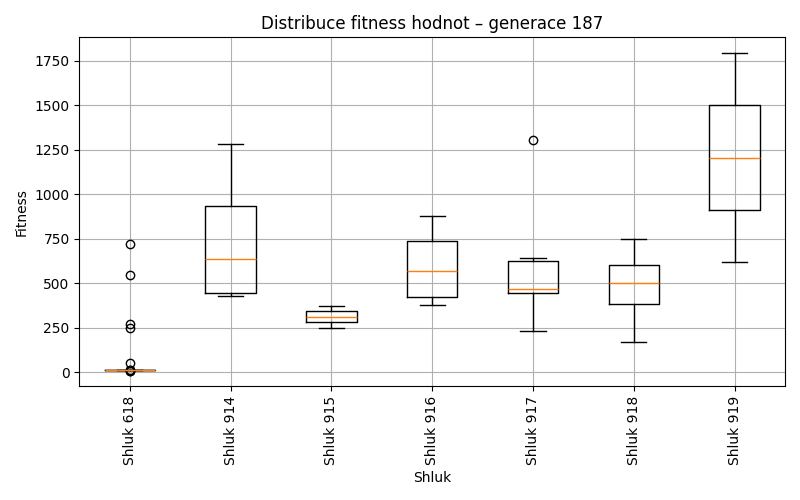 Distribuce fitness hodnot – generace 187
Fitness
1750
1500
1250
1000
750
500
250
0
Shluk 618
Shluk 914
Shluk 915
Shluk 916
Shluk 917
Shluk 918
Shluk 919
Shluk